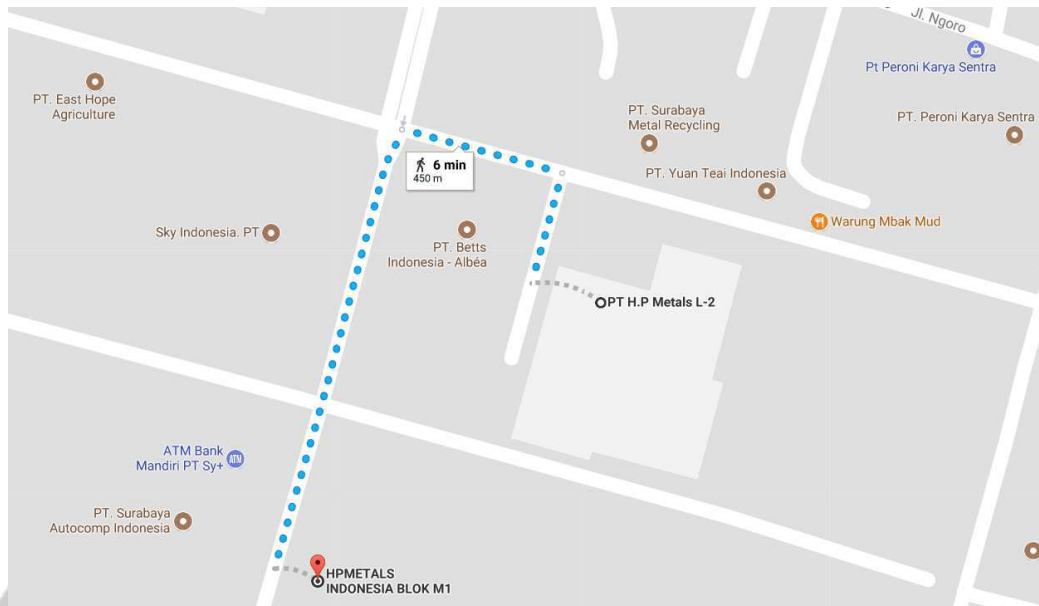 Jl. Ngoro
Pt Peroni Karya Sentra
PT. East Hope
Agriculture
PT. Surabaya
Metal Recycling
PT. Peroni Karya Sentra
6 min
450 m
PT. Yuan Teai Indonesia
Warung Mbak Mud
Sky Indonesia. PT
PT. Betts
Indonesia - Albéa
PT H.P Metals L-2
ATM Bank
Mandiri PT Sy+
ATM
PT. Surabaya
Autocomp Indonesia
HPMETALS
INDONESIA BLOK M1